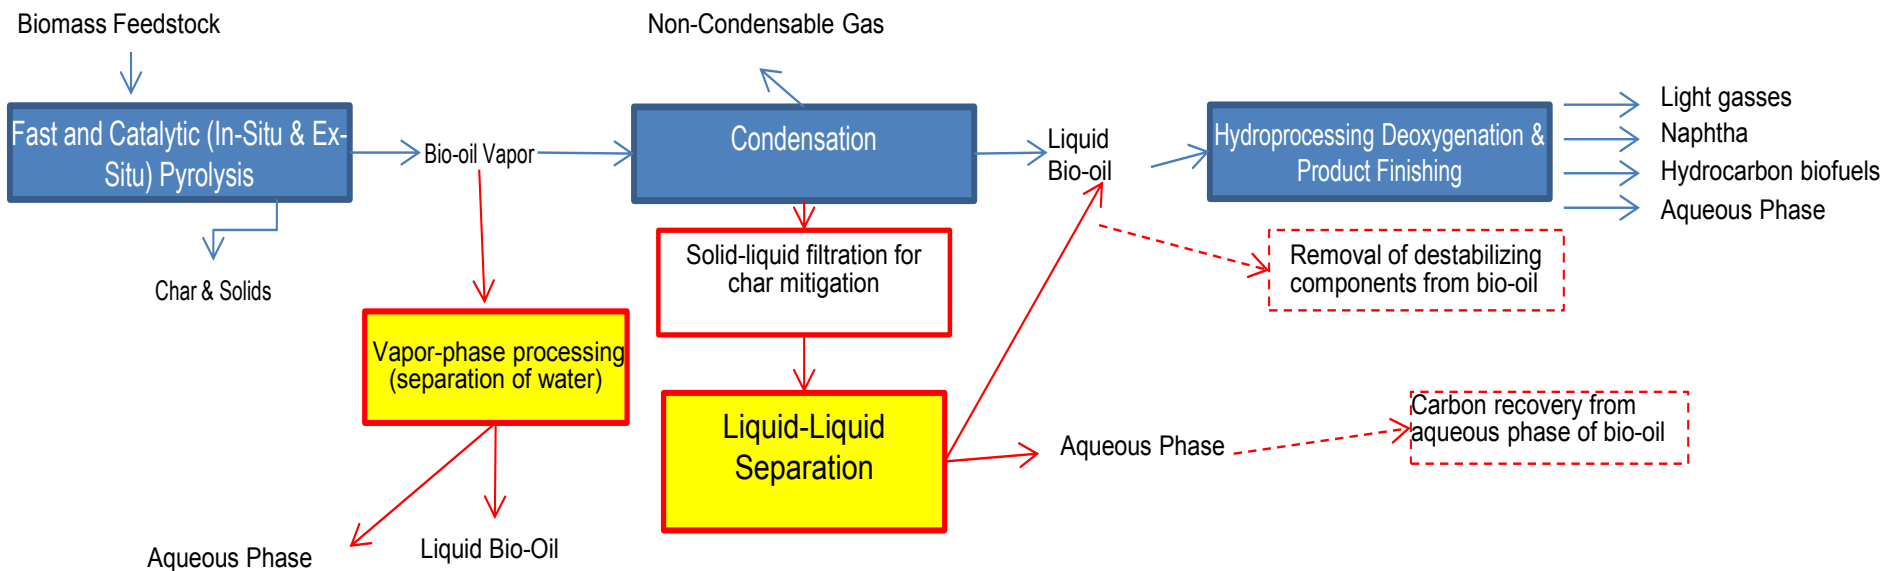 Biomass Feedstock
Non-Condensable Gas
Fast and Catalytic (In-Situ & Ex-
Situ) Pyrolysis
Bio-oil Vapor
Condensation
Liquid
Bio-oil
Hydroprocessing Deoxygenation &
Product Finishing
Light gasses
Naphtha
Hydrocarbon biofuels
Aqueous Phase
Char & Solids
Solid-liquid filtration for
char mitigation
Removal of destabilizing
components from bio-oil
Vapor-phase processing
(separation of water)
Liquid-Liquid
Separation
Aqueous Phase
Carbon recovery from
aqueous phase of bio-oil
Aqueous Phase
Liquid Bio-Oil